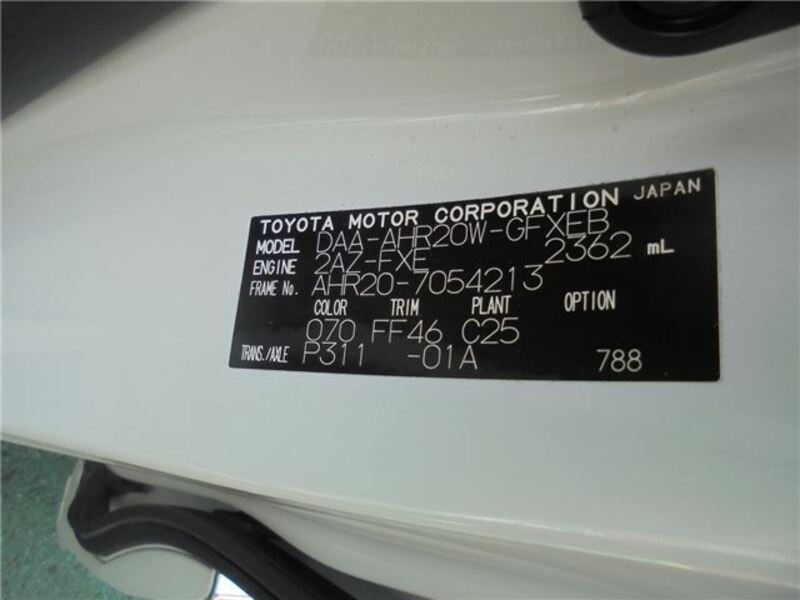 TOYOTA MOTOR CORPORATION JAPAN
MODEL DAA-AHR20W-GFXEB
ENGINE 2AZ-FXE 2362 mL
FRAME No. AHR20-7054213
COLOR TRIM PLANT OPTION
070 FF46 C25
TRANS./AXLE P311 -01A 788